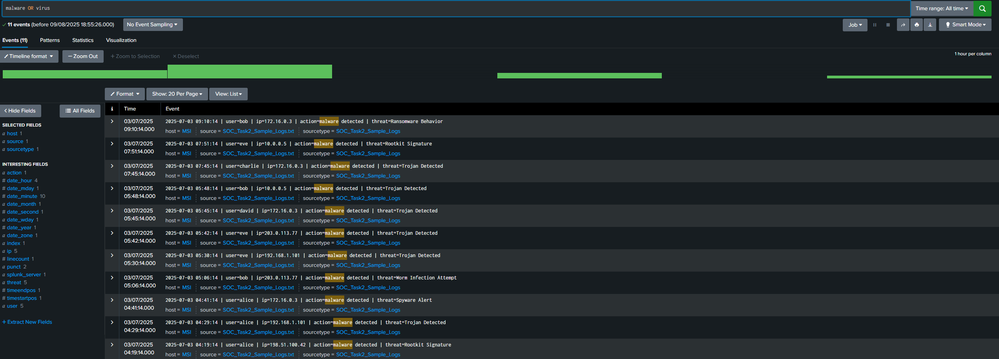 malware OR virus
Time range: All time
11 events (before 09/08/2025 18:55:26.000)
No Event Sampling
Job
Smart Mode
Events (11)
Patterns
Statistics
Visualization
Timeline format
— Zoom Out
+ Zoom to Selection
× Deselect
1 hour per column
Format
Show: 20 Per Page
View: List
< Hide Fields
All Fields
i
Time
Event
SELECTED FIELDS
a host 1
a source 1
a sourcetype 1
INTERESTING FIELDS
a action 1
# date_hour 4
# date_mday 1
# date_minute 10
a date_month 1
# date_second 1
a date_wday 1
# date_year 1
a date_zone 1
a index 1
a ip 5
# linecount 1
a punct 2
a splunk_server 1
a threat 5
# timeendpos 1
# timestartpos 1
a user 5
+ Extract New Fields
03/07/2025
09:10:14.000
2025-07-03 09:10:14 | user=bob | ip=172.16.0.3 | action=malware detected | threat=Ransomware Behavior
host = MSI source = SOC_Task2_Sample_Logs.txt sourcetype = SOC_Task2_Sample_Logs
03/07/2025
07:51:14.000
2025-07-03 07:51:14 | user=eve | ip=10.0.0.5 | action=malware detected | threat=Rootkit Signature
host = MSI source = SOC_Task2_Sample_Logs.txt sourcetype = SOC_Task2_Sample_Logs
03/07/2025
07:45:14.000
2025-07-03 07:45:14 | user=charlie | ip=172.16.0.3 | action=malware detected | threat=Trojan Detected
host = MSI source = SOC_Task2_Sample_Logs.txt sourcetype = SOC_Task2_Sample_Logs
03/07/2025
05:48:14.000
2025-07-03 05:48:14 | user=bob | ip=10.0.0.5 | action=malware detected | threat=Trojan Detected
host = MSI source = SOC_Task2_Sample_Logs.txt sourcetype = SOC_Task2_Sample_Logs
03/07/2025
05:45:14.000
2025-07-03 05:45:14 | user=david | ip=172.16.0.3 | action=malware detected | threat=Trojan Detected
host = MSI source = SOC_Task2_Sample_Logs.txt sourcetype = SOC_Task2_Sample_Logs
03/07/2025
05:42:14.000
2025-07-03 05:42:14 | user=eve | ip=203.0.113.77 | action=malware detected | threat=Trojan Detected
host = MSI source = SOC_Task2_Sample_Logs.txt sourcetype = SOC_Task2_Sample_Logs
03/07/2025
05:30:14.000
2025-07-03 05:30:14 | user=eve | ip=192.168.1.101 | action=malware detected | threat=Trojan Detected
host = MSI source = SOC_Task2_Sample_Logs.txt sourcetype = SOC_Task2_Sample_Logs
03/07/2025
05:06:14.000
2025-07-03 05:06:14 | user=bob | ip=203.0.113.77 | action=malware detected | threat=Worm Infection Attempt
host = MSI source = SOC_Task2_Sample_Logs.txt sourcetype = SOC_Task2_Sample_Logs
03/07/2025
04:41:14.000
2025-07-03 04:41:14 | user=alice | ip=172.16.0.3 | action=malware detected | threat=Spyware Alert
host = MSI source = SOC_Task2_Sample_Logs.txt sourcetype = SOC_Task2_Sample_Logs
03/07/2025
04:29:14.000
2025-07-03 04:29:14 | user=alice | ip=192.168.1.101 | action=malware detected | threat=Trojan Detected
host = MSI source = SOC_Task2_Sample_Logs.txt sourcetype = SOC_Task2_Sample_Logs
03/07/2025
04:19:14.000
2025-07-03 04:19:14 | user=alice | ip=198.51.100.42 | action=malware detected | threat=Rootkit Signature
host = MSI source = SOC_Task2_Sample_Logs.txt sourcetype = SOC_Task2_Sample_Logs